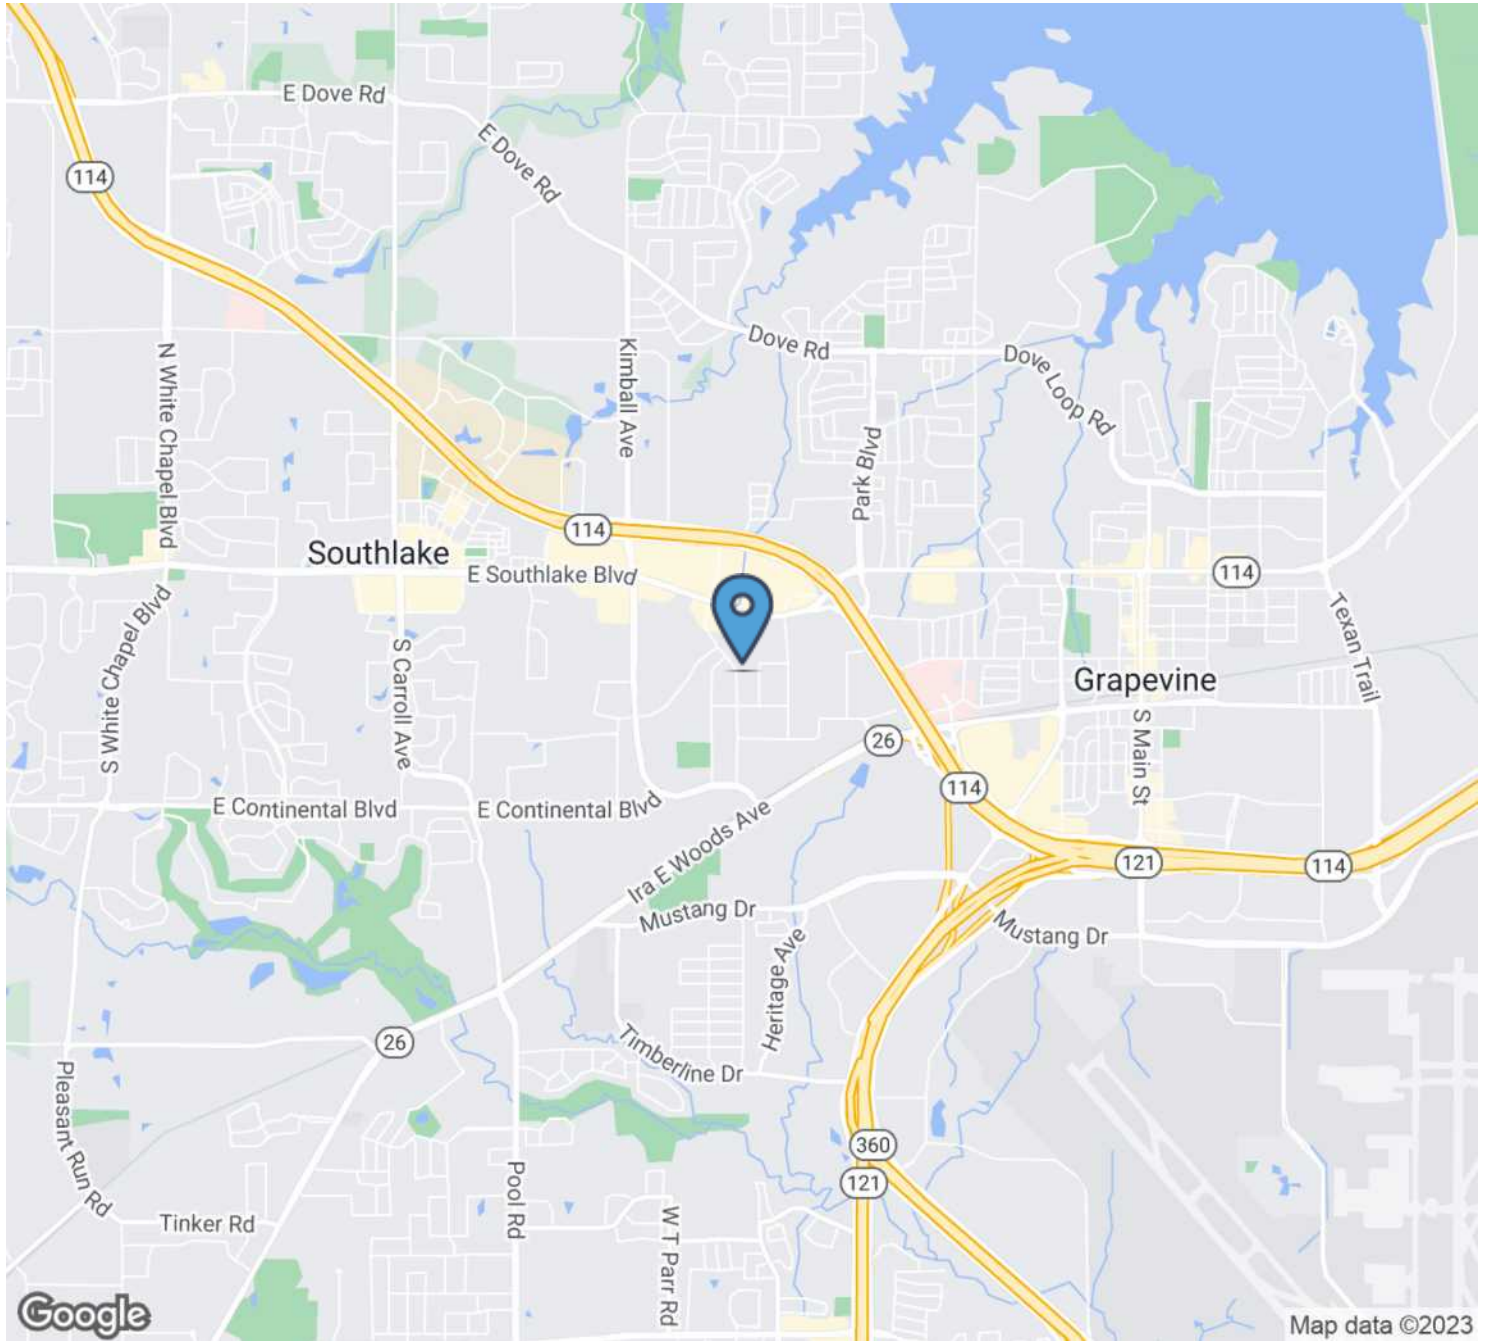 E Dove Rd
E Dove Rd
114
N White Chapel Blvd
Kimball Ave
Dove Rd
Dove Loop Rd
Park Blvd
114
Southlake
E Southlake Blvd
114
S White Chapel Blvd
S Carroll Ave
Texan Trail
Grapevine
S Main St
26
114
E Continental Blvd
E Continental Blvd
Ira E Woods Ave
121
114
Mustang Dr
Mustang Dr
Heritage Ave
26
Timberline Dr
Pleasant Run Rd
360
121
Pool Rd
Tinker Rd
W T Parr Rd
Google
Map data ©2023